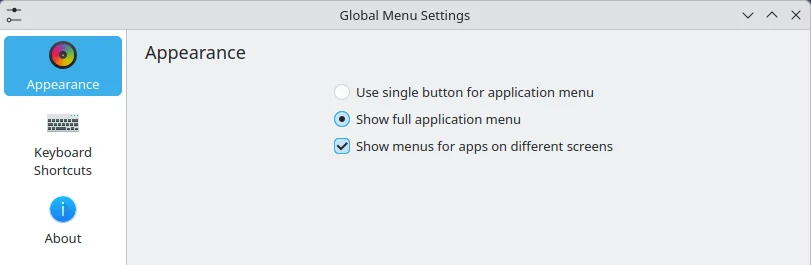 Global Menu Settings
Appearance
Keyboard
Shortcuts
About
Appearance
Use single button for application menu
Show full application menu
Show menus for apps on different screens